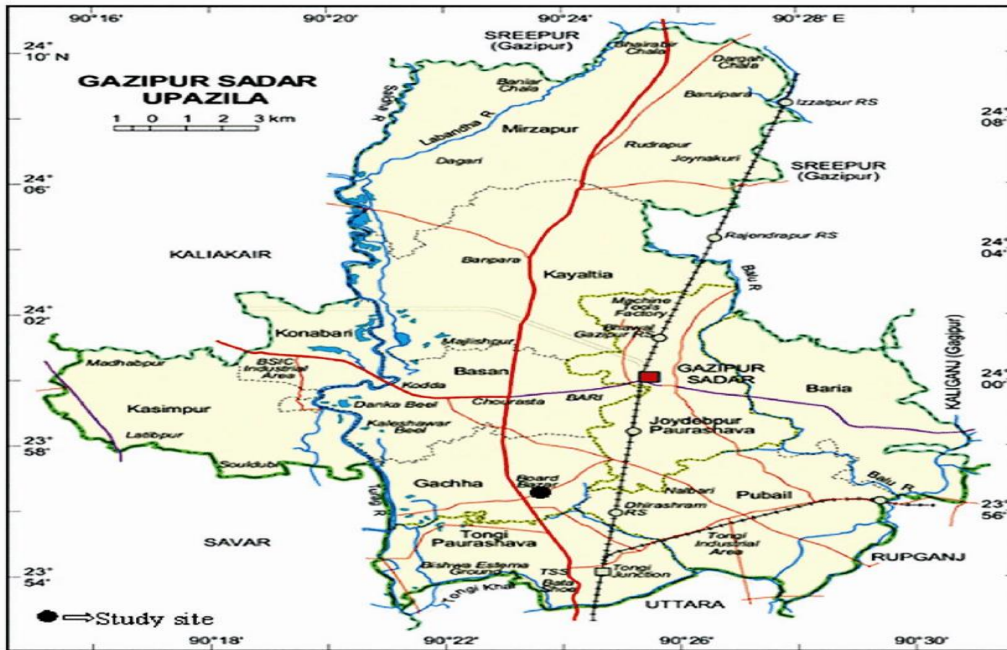 90°16'
90°20'
90°24'
90°28' E
24°
10' N
SREEPUR
(Gazipur)
Bhairabir
Chala
Dargah
Chala
24°
08'
GAZIPUR SADAR
UPAZILA
1 0 1 2 3 km
Saldha R
Baniar
Chala
Baruipara
Izzatpur RS
Labandha R
Mirzapur
Rudrapur
Dagari
Joynakuri
SREEPUR
(Gazipur)
24°
06'
Rajendrapur RS
24°
04'
KALIAKAIR
Banpara
Kayaltia
Balu R
24°
02'
Machine
Tools
Factory
Bhawal
Gazipur RS
Konabari
Majlishpur
Madhabpur
BSIC
Industrial
Area
Basan
GAZIPUR
SADAR
KALIGANJ (Gazipur)
24°
00'
Kodda
Baria
Kasimpur
Danka Beel
Chourasta
BARI
Kaleshawar
Beel
Joydebpur
Paurashava
Latibpur
23°
58'
Souldubi
Gachha
Board
Bazar
Nalbari
Pubail
Balu R
Turag R
Dhirashram
RS
23°
56'
SAVAR
Tongi
Paurashava
Tongi
Industrial
Area
RUPGANJ
Bishwa Estema
Ground
TSS
Bata
Shoe
Tongi
Junction
23°
54'
Tongi Khal
UTTARA
⇒Study site
90°18'
90°22'
90°26'
90°30'